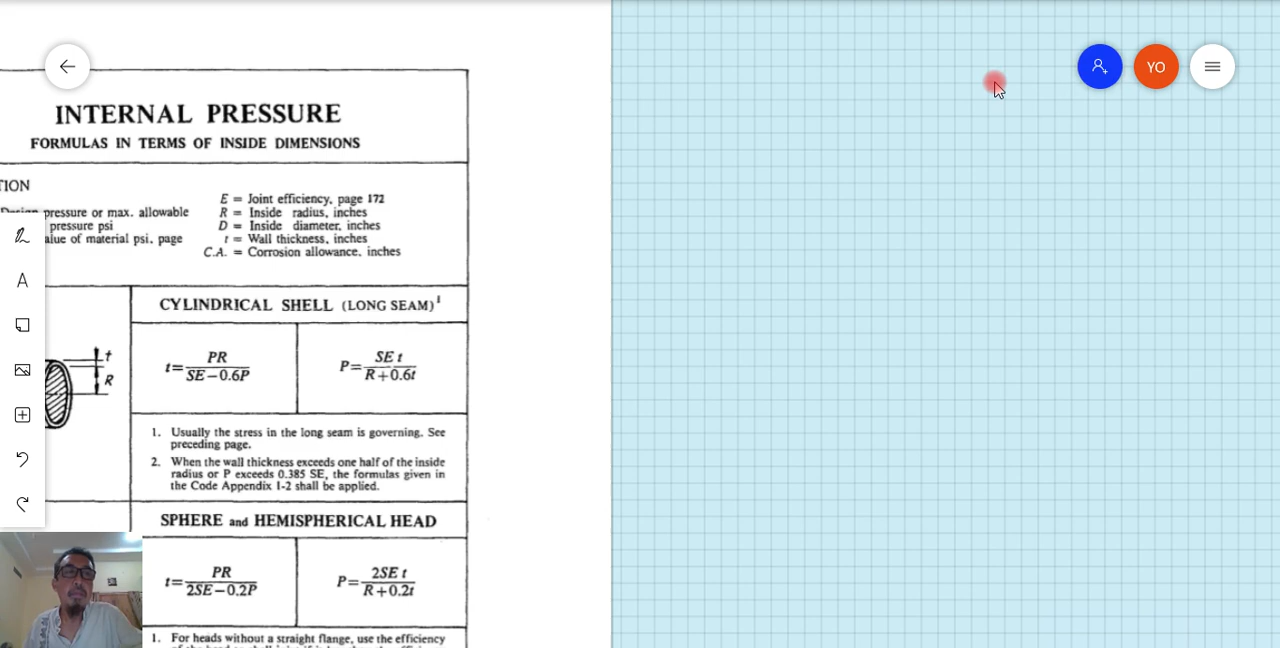 INTERNAL PRESSURE
FORMULAS IN TERMS OF INSIDE DIMENSIONS
TION
Design pressure or max. allowable
pressure psi
value of material psi, page
E = Joint efficiency, page 172
R = Inside radius, inches
D = Inside diameter, inches
t = Wall thickness, inches
C.A. = Corrosion allowance, inches
CYLINDRICAL SHELL (LONG SEAM)¹
t
R
t= PR / SE−0.6P
P= SE t / R+0.6t
1. Usually the stress in the long seam is governing. See
preceding page.
2. When the wall thickness exceeds one half of the inside
radius or P exceeds 0.385 SE, the formulas given in
the Code Appendix 1-2 shall be applied.
SPHERE and HEMISPHERICAL HEAD
t= PR / 2SE−0.2P
P= 2SE t / R+0.2t
1. For heads without a straight flange, use the efficiency
YO
A